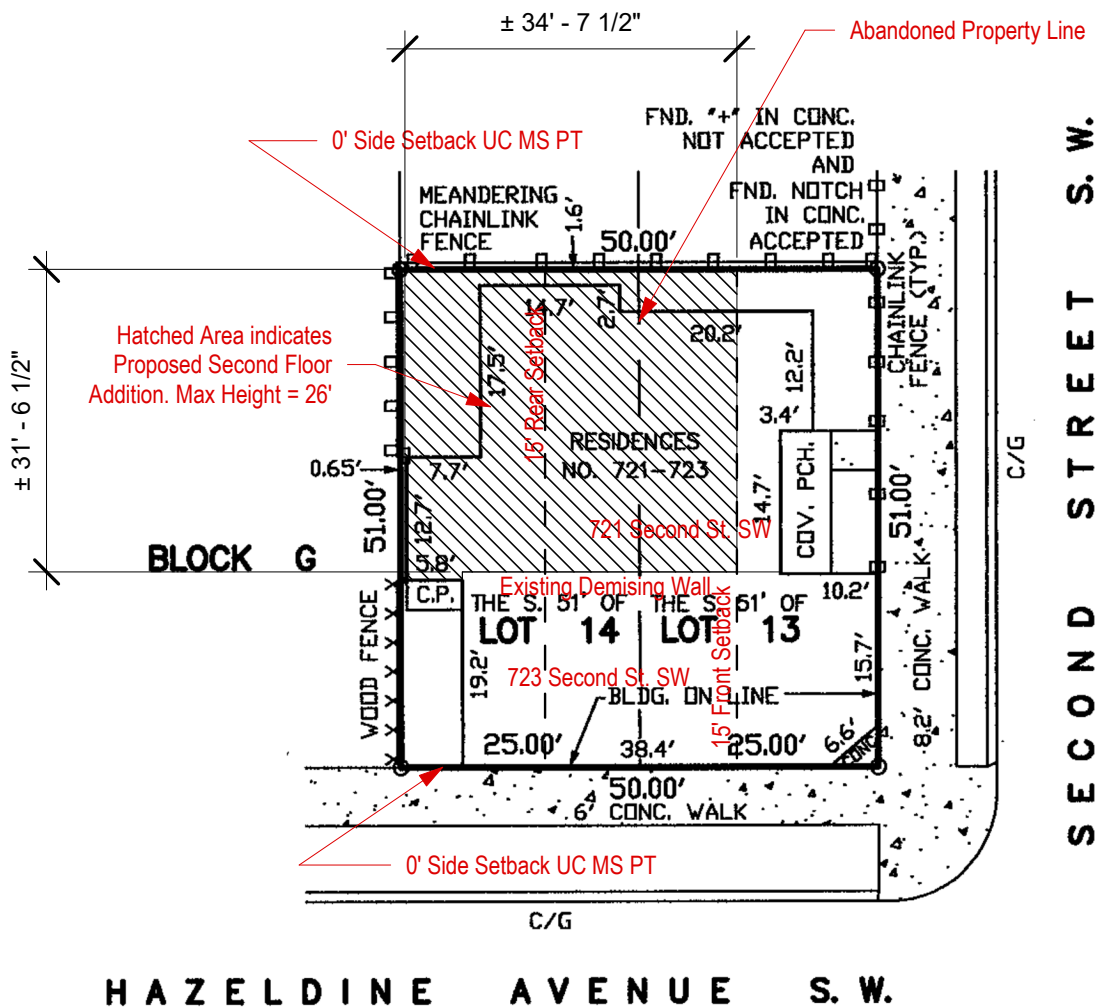 ± 34' - 7 1/2"
Abandoned Property Line
FND. "+" IN CONC.
NOT ACCEPTED
AND
FND. NOTCH
IN CONC.
ACCEPTED
0' Side Setback UC MS PT
MEANDERING
CHAINLINK
FENCE
1.6'
50.00'
CHAINLINK
FENCE (TYP.)
14.7'
2.7'
20.2'
Hatched Area indicates
Proposed Second Floor
Addition. Max Height = 26'
± 31' - 6 1/2"
17.5'
15' Rear Setback
12.2'
3.4'
RESIDENCES
NO. 721-723
0.65'
7.7'
14.7'
COV. PCH.
51.00'
51.00'
12.7'
721 Second St. SW
BLOCK G
5.8'
C.P.
Existing Demising Wall
10.2'
THE S. 51' OF
LOT 14
THE S. 51' OF
LOT 13
WOOD FENCE
19.2'
723 Second St. SW
15' Front Setback
15.7'
8.2' CONC. WALK
BLDG. ON LINE
25.00'
38.4'
25.00'
6.6'
CONC.
50.00'
6' CONC. WALK
0' Side Setback UC MS PT
C/G
C/G
SECOND STREET S. W.
HAZELDINE AVENUE S. W.